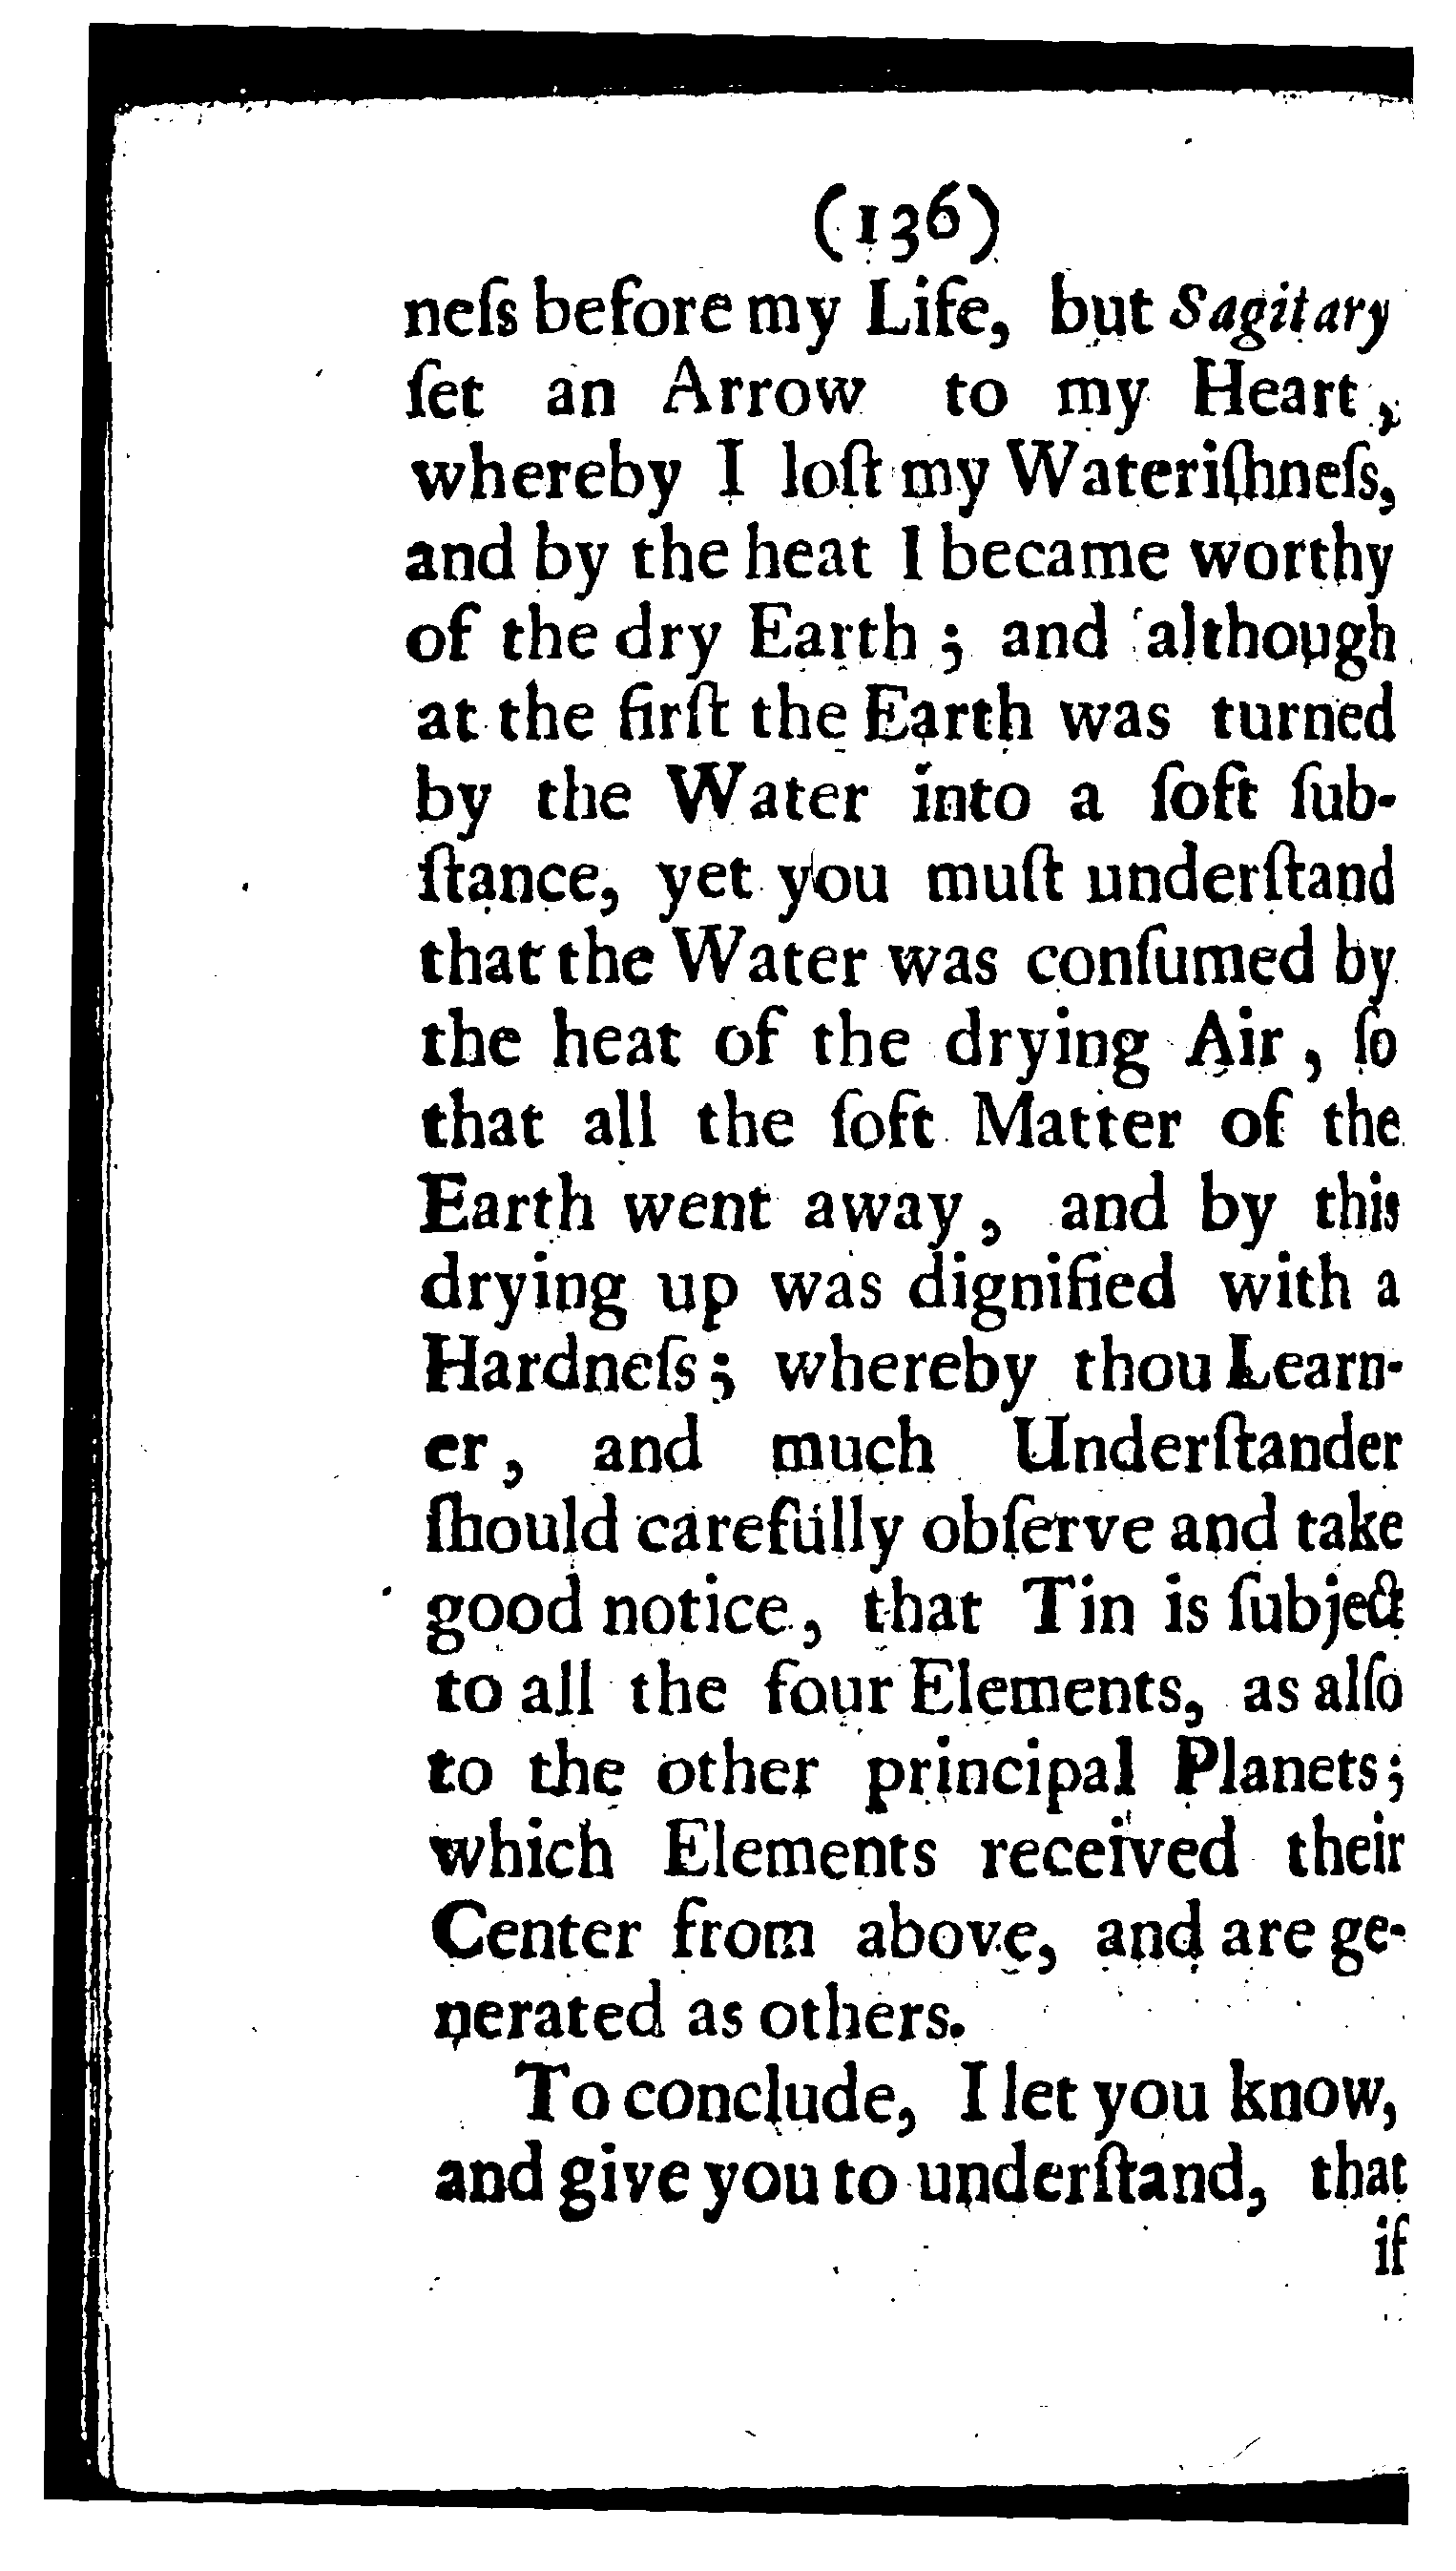 (136)
neſs before my Life, but Sagitary
ſet an Arrow to my Heart,
whereby I loſt my Wateriſhneſs,
and by the heat I became worthy
of the dry Earth; and although
at the firſt the Earth was turned
by the Water into a ſoft ſub-
ſtance, yet you muſt underſtand
that the Water was conſumed by
the heat of the drying Air, ſo
that all the ſoft Matter of the
Earth went away, and by this
drying up was dignified with a
Hardneſs; whereby thou Learn-
er, and much Underſtander
ſhould carefully obſerve and take
good notice, that Tin is ſubject
to all the four Elements, as alſo
to the other principal Planets;
which Elements received their
Center from above, and are ge-
nerated as others.
To conclude, I let you know,
and give you to underſtand, that
if